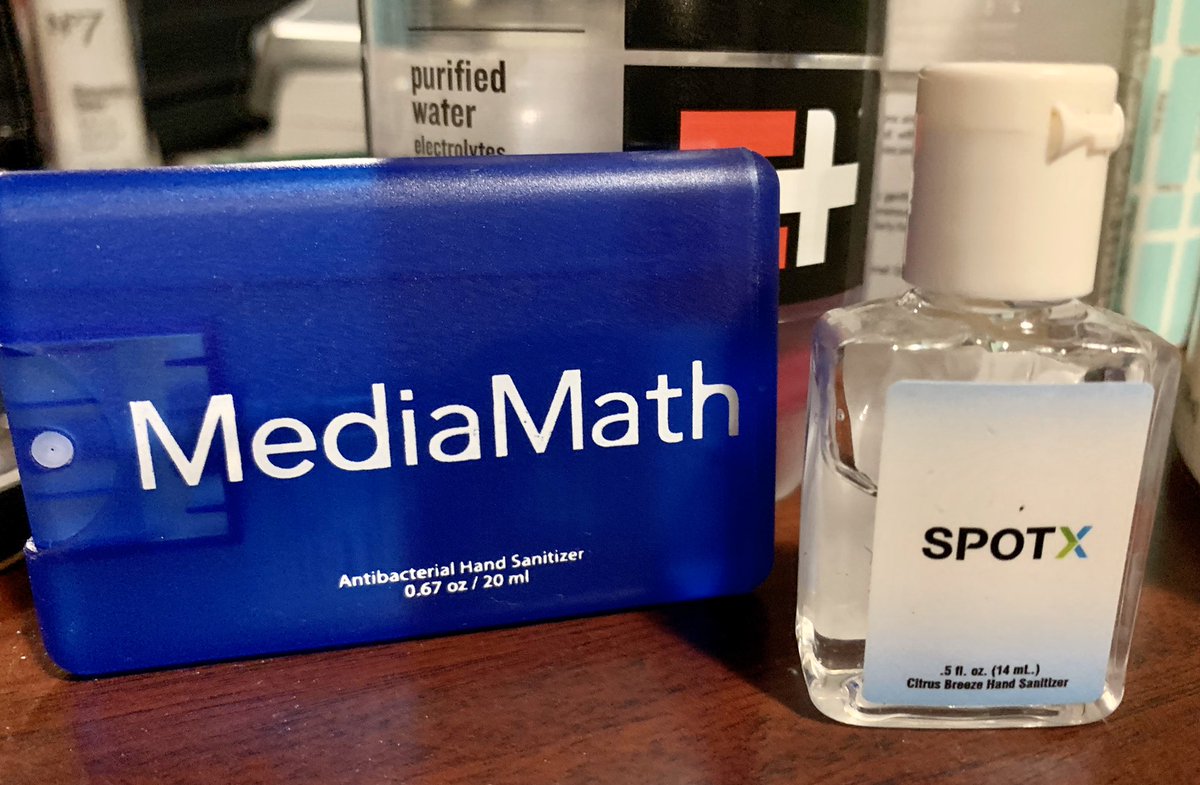 No7
purified
water
electrolytes
MediaMath
Antibacterial Hand Sanitizer
0.67 oz / 20 ml
SPOTX
.5 fl. oz. (14 mL.)
Citrus Breeze Hand Sanitizer